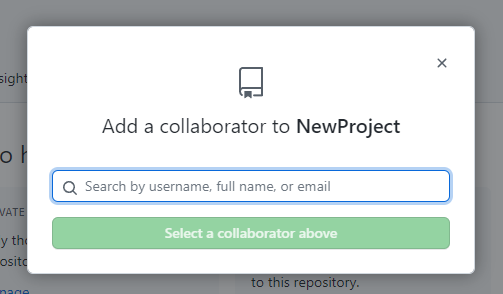 Add a collaborator to NewProject
Search by username, full name, or email
Select a collaborator above
to this repository.